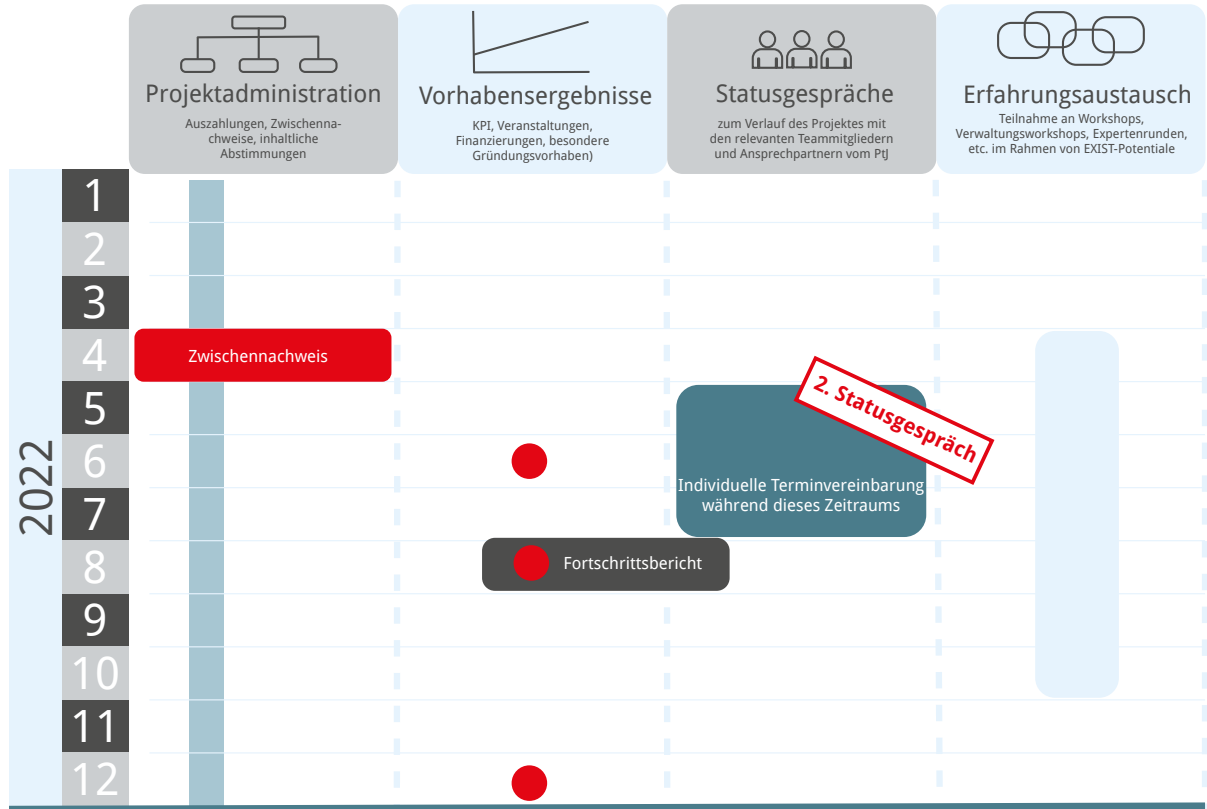 Projektadministration
Auszahlungen, Zwischenna-
chweise, inhaltliche
Abstimmungen
Vorhabensergebnisse
KPI, Veranstaltungen,
Finanzierungen, besondere
Gründungsvorhaben)
Statusgespräche
zum Verlauf des Projektes mit
den relevanten Teammitgliedern
und Ansprechpartnern vom PtJ
Erfahrungsaustausch
Teilnahme an Workshops,
Verwaltungsworkshops, Expertenrunden,
etc. im Rahmen von EXIST-Potentiale
2022
1
2
3
4
Zwischennachweis
5
2. Statusgespräch
6
Individuelle Terminvereinbarung
während dieses Zeitraums
7
8
Fortschrittsbericht
9
10
11
12